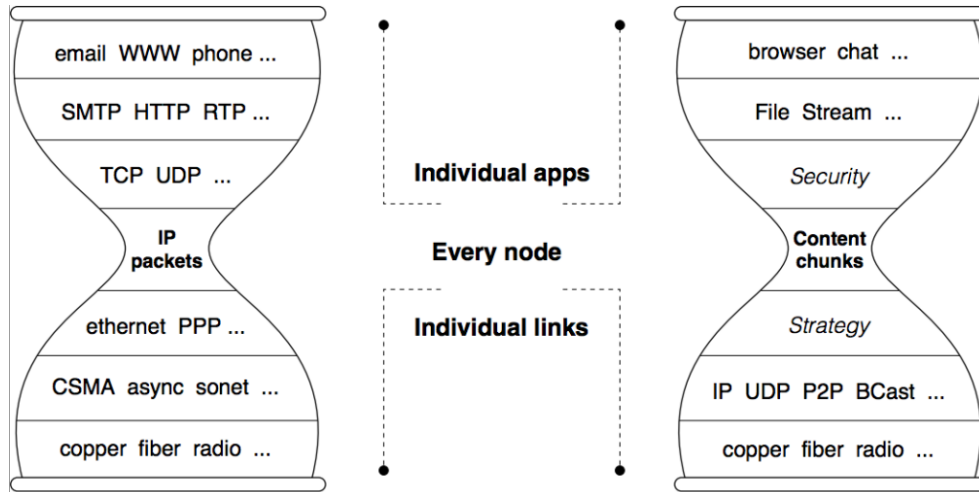 email WWW phone ...
SMTP HTTP RTP ...
TCP UDP ...
IP
packets
ethernet PPP ...
CSMA async sonet ...
copper fiber radio ...
Individual apps
Every node
Individual links
browser chat ...
File Stream ...
Security
Content
chunks
Strategy
IP UDP P2P BCast ...
copper fiber radio ...